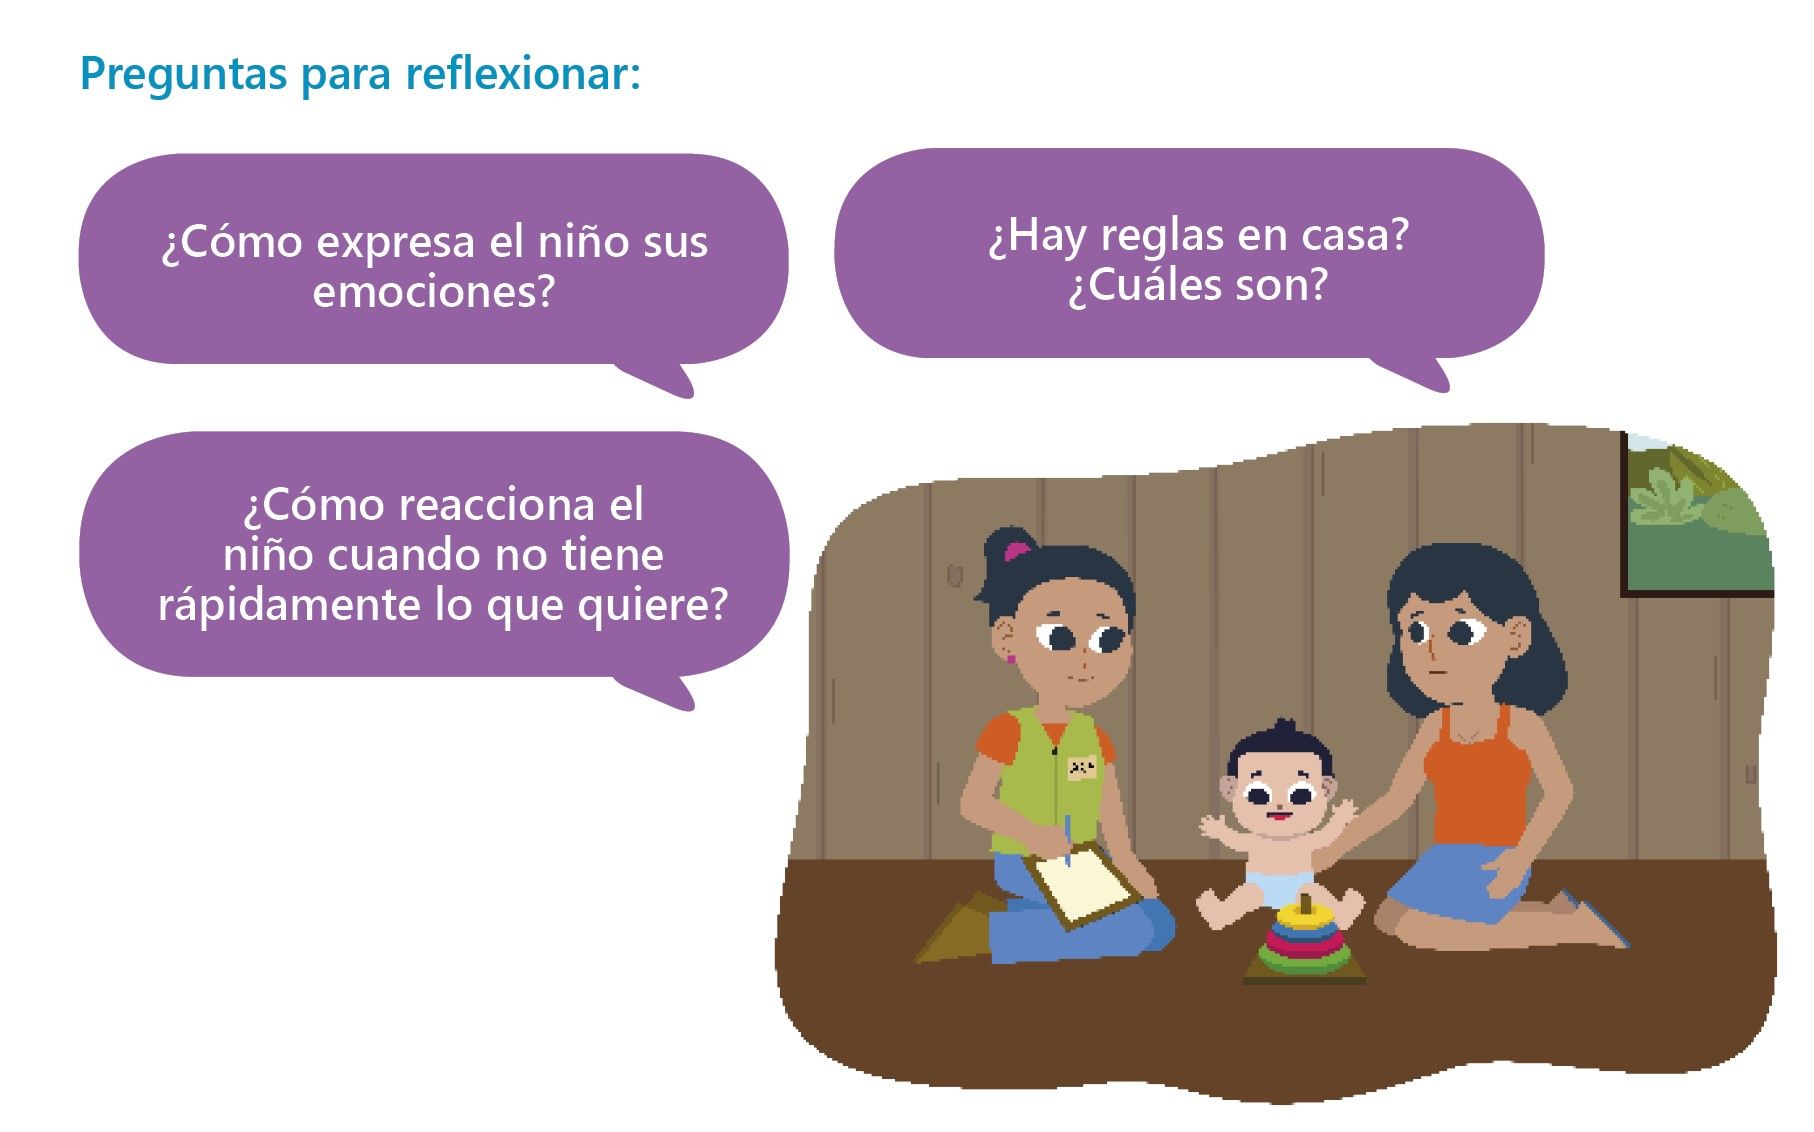 Preguntas para reflexionar:
¿Cómo expresa el niño sus
emociones?
¿Hay reglas en casa?
¿Cuáles son?
¿Cómo reacciona el
niño cuando no tiene
rápidamente lo que quiere?